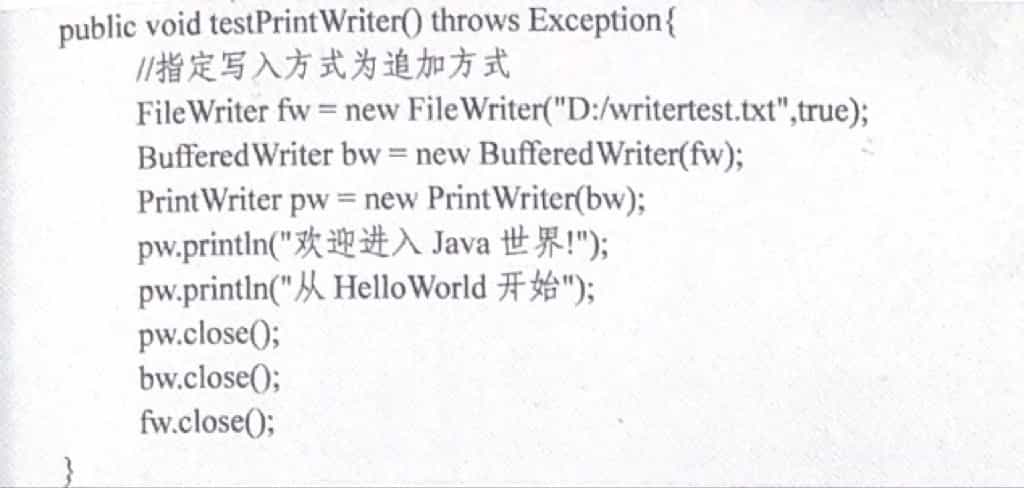 public void testPrintWriter() throws Exception{
//指定写入方式为追加方式
FileWriter fw = new FileWriter("D:/writertest.txt",true);
BufferedWriter bw = new BufferedWriter(fw);
PrintWriter pw = new PrintWriter(bw);
pw.println("欢迎进入 Java 世界!");
pw.println("从 HelloWorld 开始");
pw.close();
bw.close();
fw.close();
}